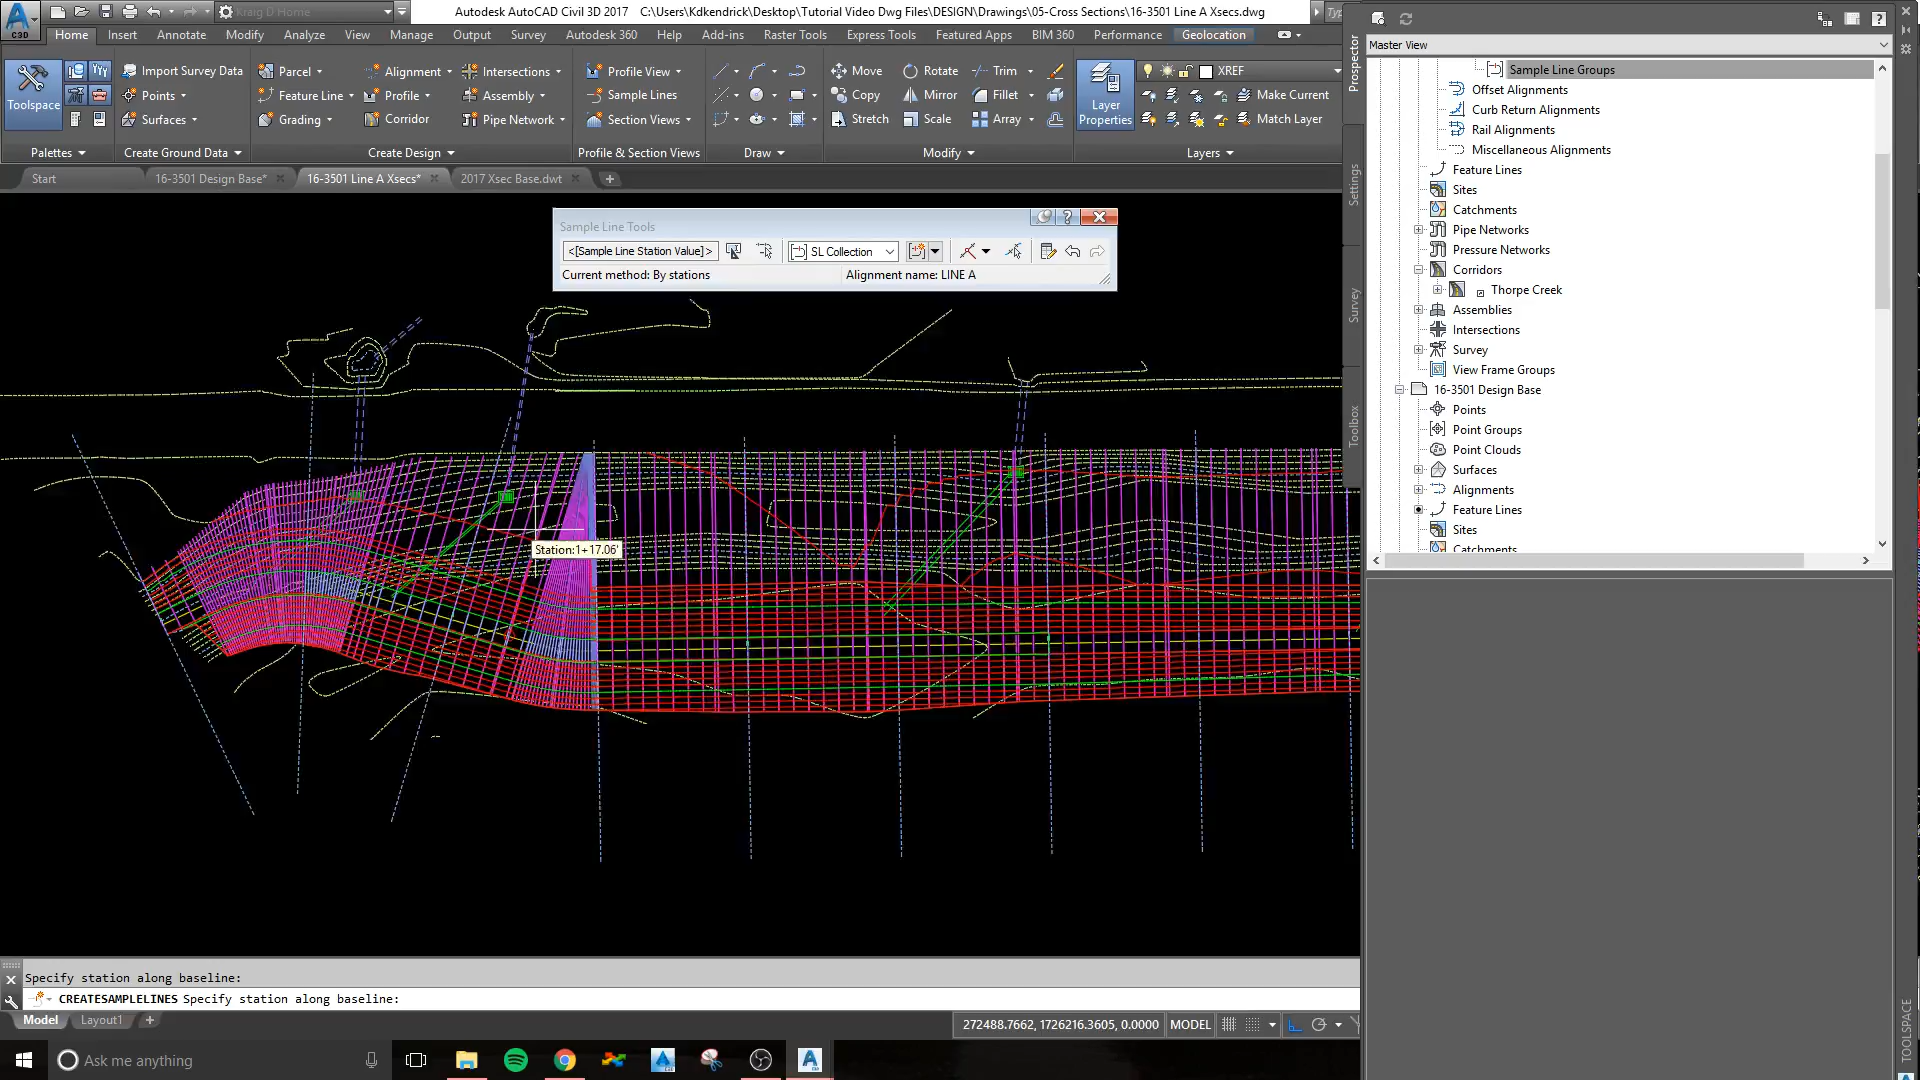 Kraig D Home
Autodesk AutoCAD Civil 3D 2017 C:\Users\Kdkendrick\Desktop\Tutorial Video Dwg Files\DESIGN\Drawings\05-Cross Sections\16-3501 Line A Xsecs.dwg
C3D
Home Insert Draft Annotate Modify Analyze View Manage Output Survey Autodesk 360 Help Add-ins Raster Tools Express Tools Featured Apps BIM 360 Performance Geolocation
Toolspace
Import Survey Data
Points
Surfaces
Parcel
Feature Line
Grading
Alignment
Profile
Corridor
Intersections
Assembly
Pipe Network
Profile View
Sample Lines
Section Views
Move Rotate Trim
Copy Mirror Fillet
Stretch Scale Array
Layer
Properties
XREF
Make Current
Match Layer
Palettes Create Ground Data Create Design Profile & Section Views Draw Modify Layers
Start 16-3501 Design Base* 16-3501 Line A Xsecs* 2017 Xsec Base.dwt
Sample Line Tools
<[Sample Line Station Value]> SL Collection
Current method: By stations Alignment name: LINE A
Station:1+17.06'
Specify station along baseline:
CREATESAMPLELINES Specify station along baseline:
Model Layout1
272488.7662, 1726216.3605, 0.0000 MODEL
Ask me anything
Prospector
Settings
Survey
Toolbox
Master View
Sample Line Groups
Offset Alignments
Curb Return Alignments
Rail Alignments
Miscellaneous Alignments
Feature Lines
Sites
Catchments
Pipe Networks
Pressure Networks
Corridors
Thorpe Creek
Assemblies
Intersections
Survey
View Frame Groups
16-3501 Design Base
Points
Point Groups
Point Clouds
Surfaces
Alignments
Feature Lines
Sites
Catchments
TOOLSPACE